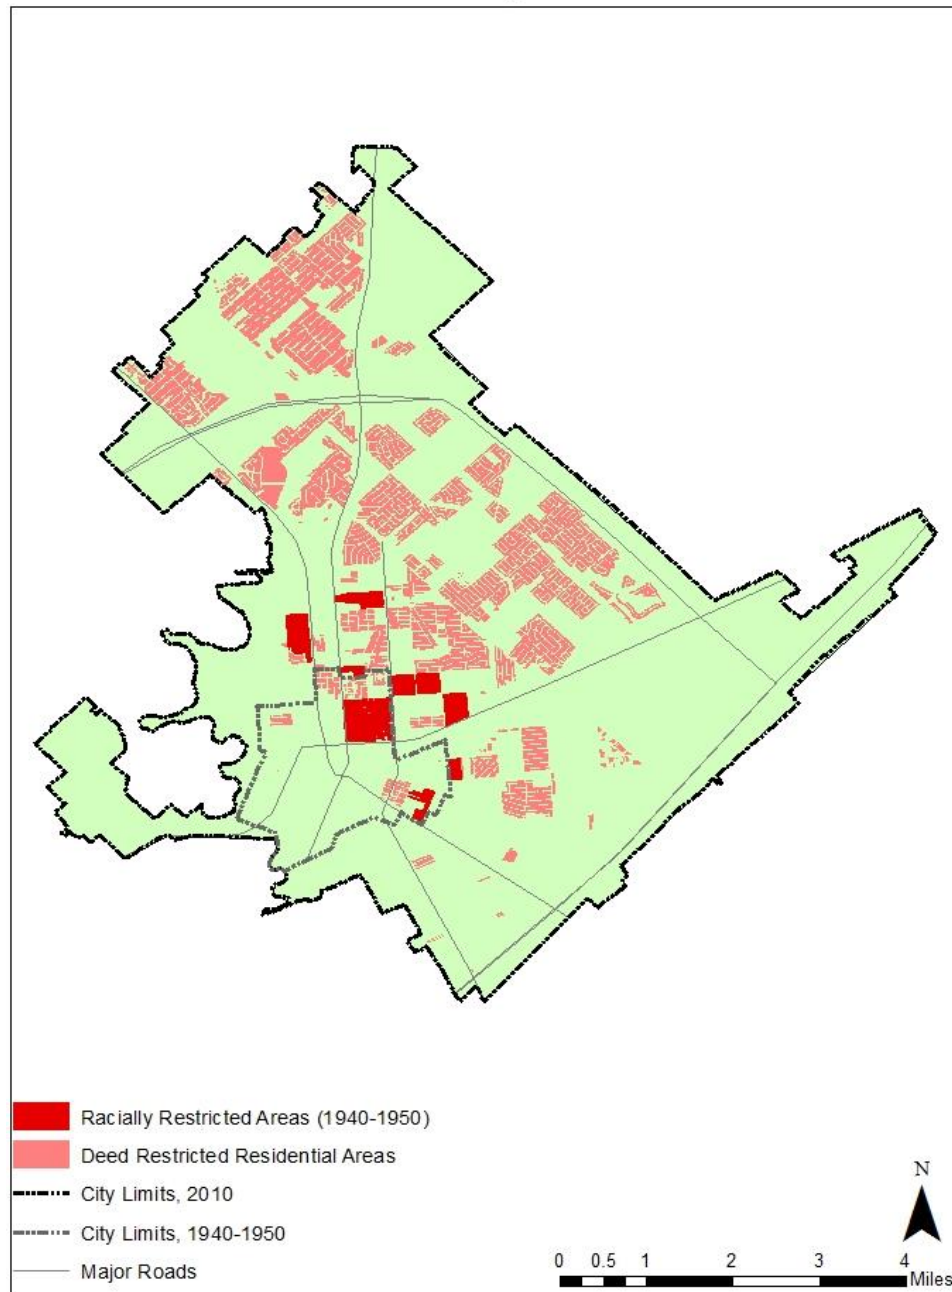 Racially Restricted Areas (1940-1950)
Deed Restricted Residential Areas
City Limits, 2010
City Limits, 1940-1950
Major Roads
N
0 0.5 1 2 3 4
Miles